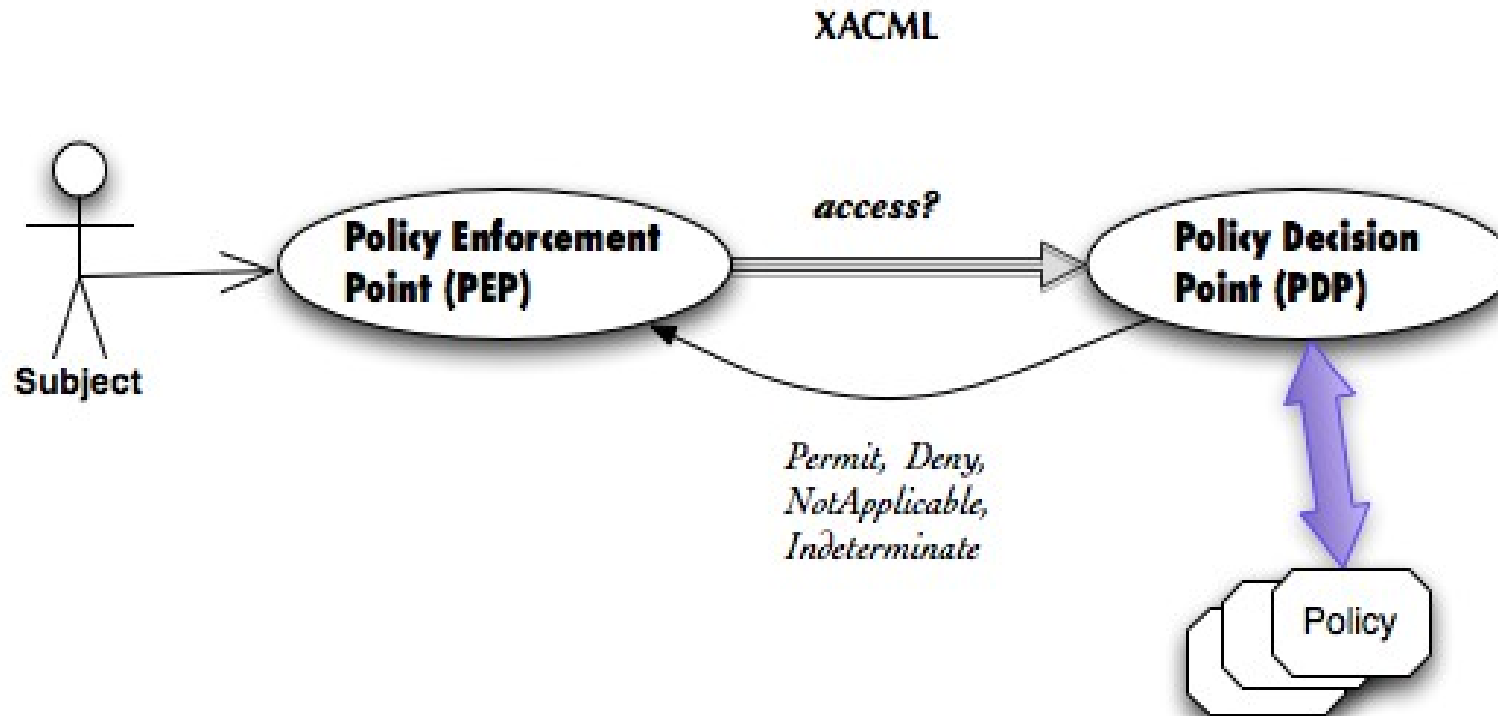 XACML
access?
Policy Enforcement
Point (PEP)
Policy Decision
Point (PDP)
Subject
Permit, Deny,
NotApplicable,
Indeterminate
Policy